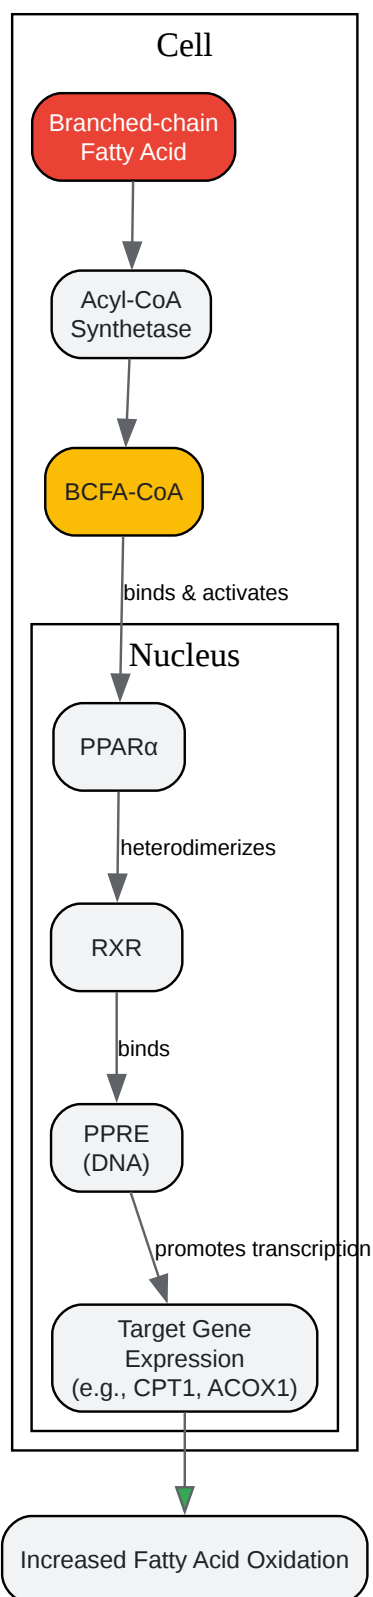 Cell
Branched-chain
Fatty Acid
Acyl-CoA
Synthetase
BCFA-CoA
binds & activates
Nucleus
PPARα
heterodimerizes
RXR
binds
PPRE
(DNA)
promotes transcription
Target Gene
Expression
(e.g., CPT1, ACOX1)
Increased Fatty Acid Oxidation